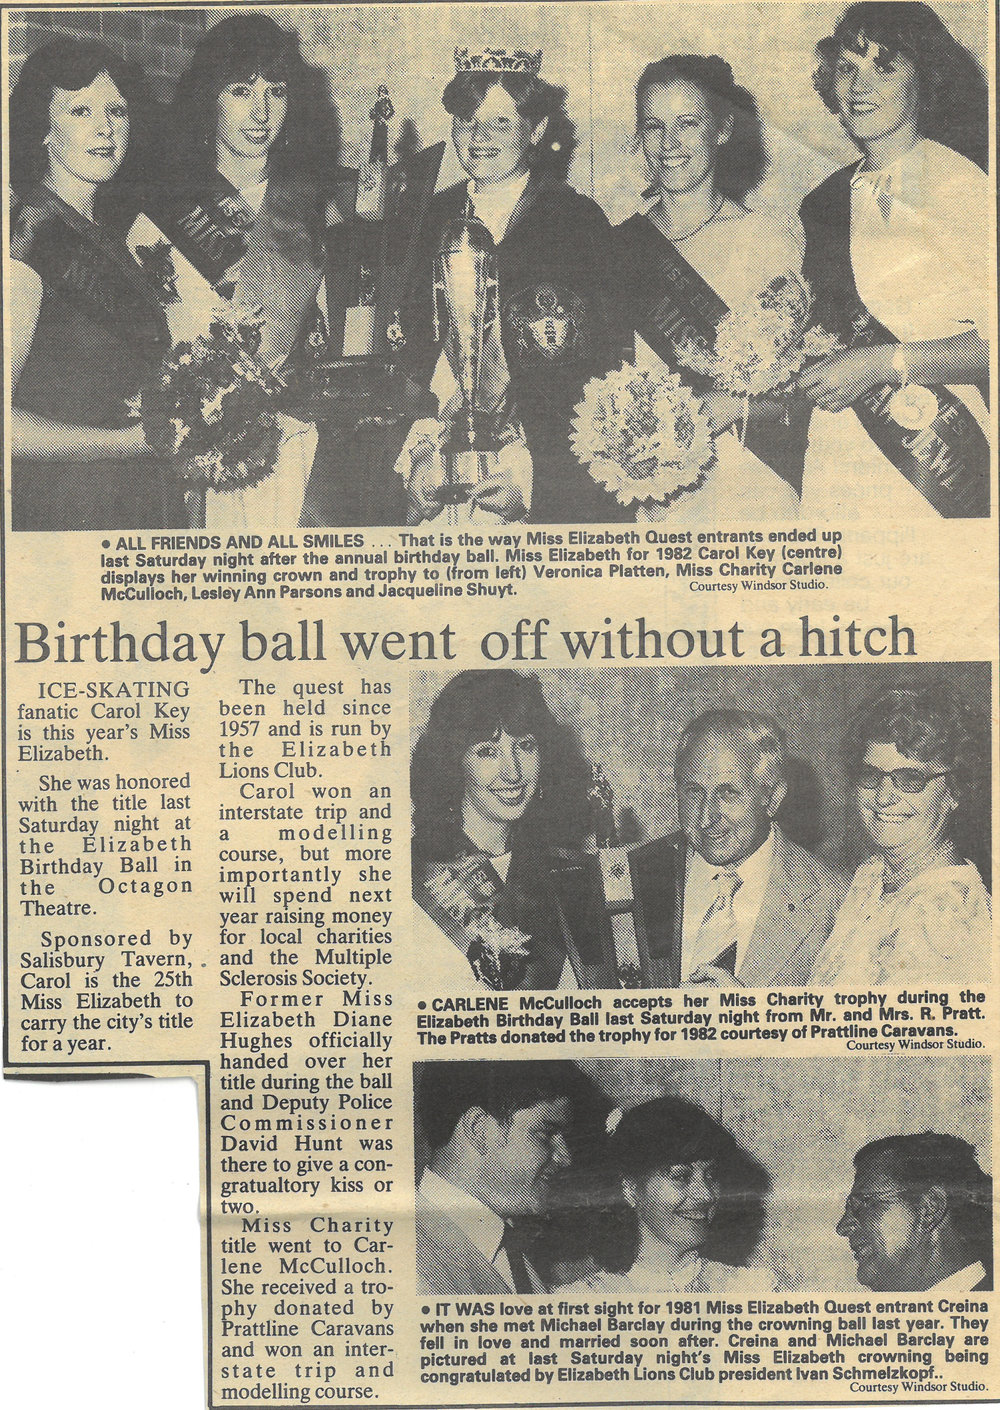 MISS
MISS
MISS ELI
MISS
JEWA
• ALL FRIENDS AND ALL SMILES ... That is the way Miss Elizabeth Quest entrants ended up
last Saturday night after the annual birthday ball. Miss Elizabeth for 1982 Carol Key (centre)
displays her winning crown and trophy to (from left) Veronica Platten, Miss Charity Carlene
McCulloch, Lesley Ann Parsons and Jacqueline Shuyt.
Courtesy Windsor Studio.
Birthday ball went off without a hitch
ICE-SKATING
fanatic Carol Key
is this year's Miss
Elizabeth.
She was honored
with the title last
Saturday night at
the Elizabeth
Birthday Ball in
the Octagon
Theatre.
Sponsored by
Salisbury Tavern,
Carol is the 25th
Miss Elizabeth to
carry the city's title
for a year.
The quest has
been held since
1957 and is run by
the Elizabeth
Lions Club.
Carol won an
interstate trip and
a modelling
course, but more
importantly she
will spend next
year raising money
for local charities
and the Multiple
Sclerosis Society.
Former Miss
Elizabeth Diane
Hughes officially
handed over her
title during the ball
and Deputy Police
Commissioner
David Hunt was
there to give a con-
gratualtory kiss or
two.
Miss Charity
title went to Car-
lene McCulloch.
She received a tro-
phy donated by
Prattline Caravans
and won an inter-
state trip and
modelling course.
• CARLENE McCulloch accepts her Miss Charity trophy during the
Elizabeth Birthday Ball last Saturday night from Mr. and Mrs. R. Pratt.
The Pratts donated the trophy for 1982 courtesy of Prattline Caravans.
Courtesy Windsor Studio.
• IT WAS love at first sight for 1981 Miss Elizabeth Quest entrant Creina
when she met Michael Barclay during the crowning ball last year. They
fell in love and married soon after. Creina and Michael Barclay are
pictured at last Saturday night's Miss Elizabeth crowning being
congratulated by Elizabeth Lions Club president Ivan Schmelzkopf..
Courtesy Windsor Studio.